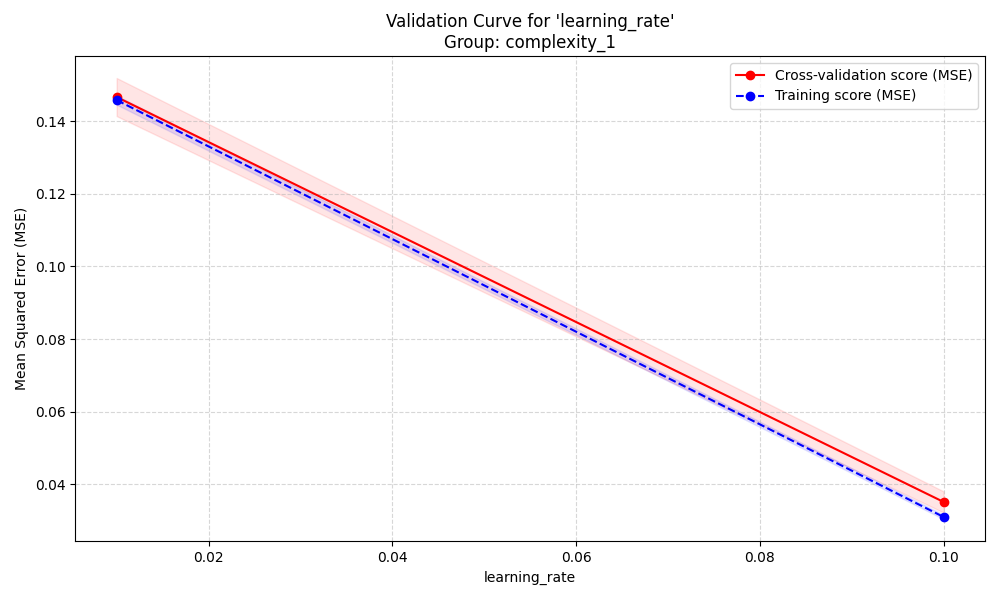 Validation Curve for 'learning_rate'
Group: complexity_1
Cross-validation score (MSE)
Training score (MSE)
Mean Squared Error (MSE)
0.14
0.12
0.10
0.08
0.06
0.04
0.02 0.04 0.06 0.08 0.10
learning_rate